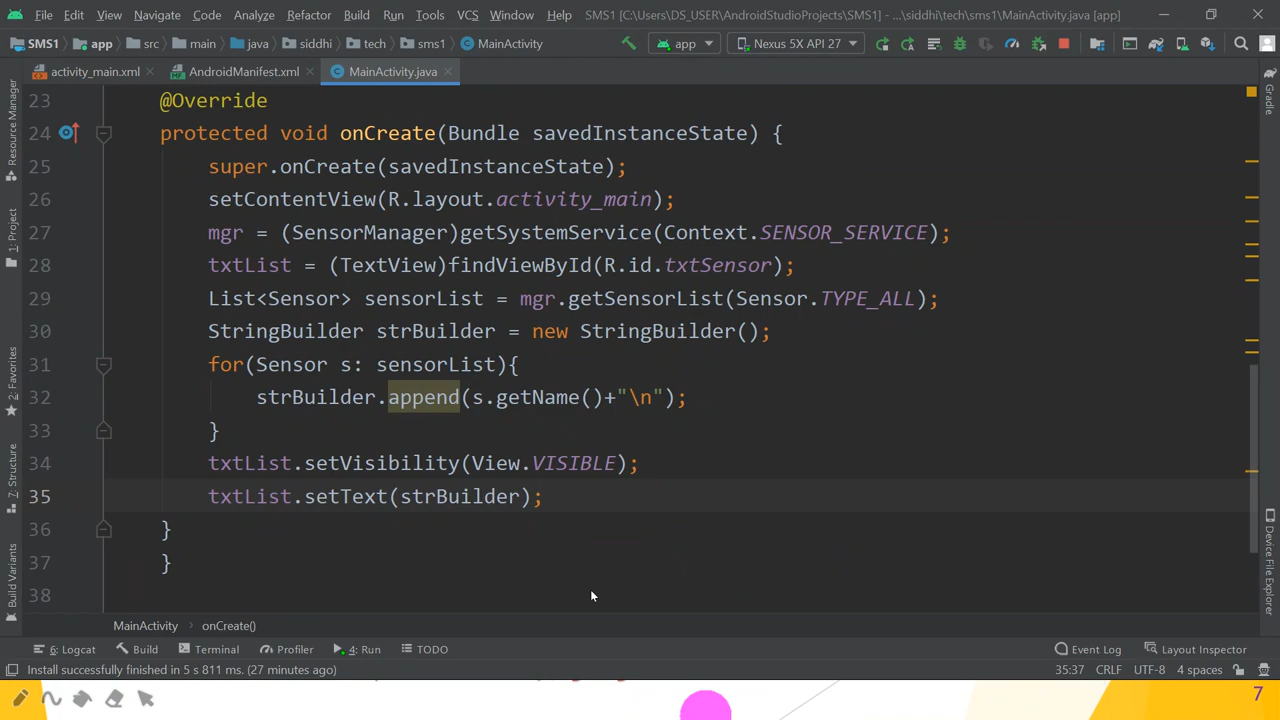 File Edit View Navigate Code Analyze Refactor Build Run Tools VCS Window Help SMS1 [C:\Users\DS_USER\AndroidStudioProjects\SMS1] - ...\siddhi\tech\sms1\MainActivity.java [app]
SMS1 app src main java siddhi tech sms1 MainActivity app Nexus 5X API 27
activity_main.xml AndroidManifest.xml MainActivity.java
Resource Manager
1: Project
2: Favorites
7: Structure
Build Variants
23 @Override
24 protected void onCreate(Bundle savedInstanceState) {
25 super.onCreate(savedInstanceState);
26 setContentView(R.layout.activity_main);
27 mgr = (SensorManager)getSystemService(Context.SENSOR_SERVICE);
28 txtList = (TextView)findViewById(R.id.txtSensor);
29 List<Sensor> sensorList = mgr.getSensorList(Sensor.TYPE_ALL);
30 StringBuilder strBuilder = new StringBuilder();
31 for(Sensor s: sensorList){
32 strBuilder.append(s.getName()+"\n");
33 }
34 txtList.setVisibility(View.VISIBLE);
35 txtList.setText(strBuilder);
36 }
37 }
38
Gradle
Device File Explorer
MainActivity onCreate()
6: Logcat Build Terminal Profiler 4: Run TODO Event Log Layout Inspector
Install successfully finished in 5 s 811 ms. (27 minutes ago) 35:37 CRLF UTF-8 4 spaces
7